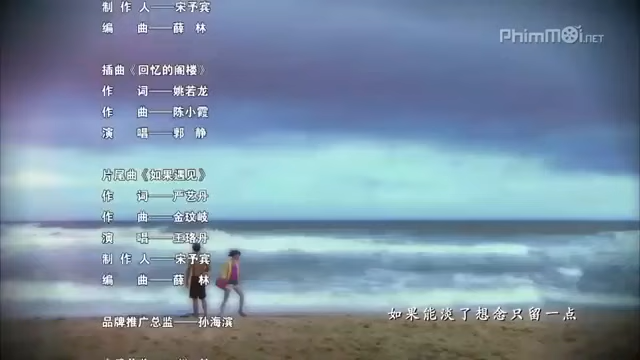 制 作 人——宋予宾
编 曲——薛 林
PhimMoi.NET
插曲《回忆的阁楼》
作 词——姚若龙
作 曲——陈小霞
演 唱——郭 静
片尾曲《如果遇见》
作 词——严艺丹
作 曲——金玟岐
演 唱——王珞丹
制 作 人——宋予宾
编 曲——薛 林
如果能淡了想念只留一点
品牌推广总监——孙海滨